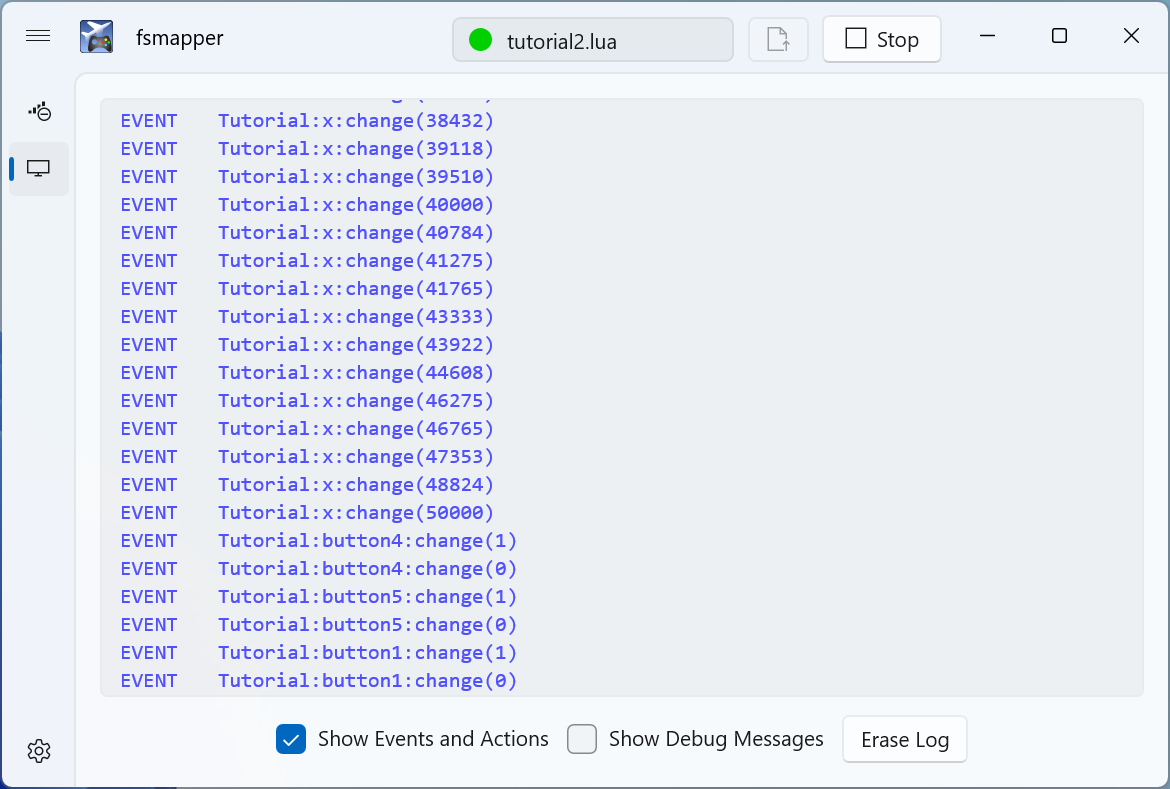 fsmapper
tutorial2.lua
Stop
EVENT Tutorial:x:change(38432)
EVENT Tutorial:x:change(39118)
EVENT Tutorial:x:change(39510)
EVENT Tutorial:x:change(40000)
EVENT Tutorial:x:change(40784)
EVENT Tutorial:x:change(41275)
EVENT Tutorial:x:change(41765)
EVENT Tutorial:x:change(43333)
EVENT Tutorial:x:change(43922)
EVENT Tutorial:x:change(44608)
EVENT Tutorial:x:change(46275)
EVENT Tutorial:x:change(46765)
EVENT Tutorial:x:change(47353)
EVENT Tutorial:x:change(48824)
EVENT Tutorial:x:change(50000)
EVENT Tutorial:button4:change(1)
EVENT Tutorial:button4:change(0)
EVENT Tutorial:button5:change(1)
EVENT Tutorial:button5:change(0)
EVENT Tutorial:button1:change(1)
EVENT Tutorial:button1:change(0)
Show Events and Actions
Show Debug Messages
Erase Log